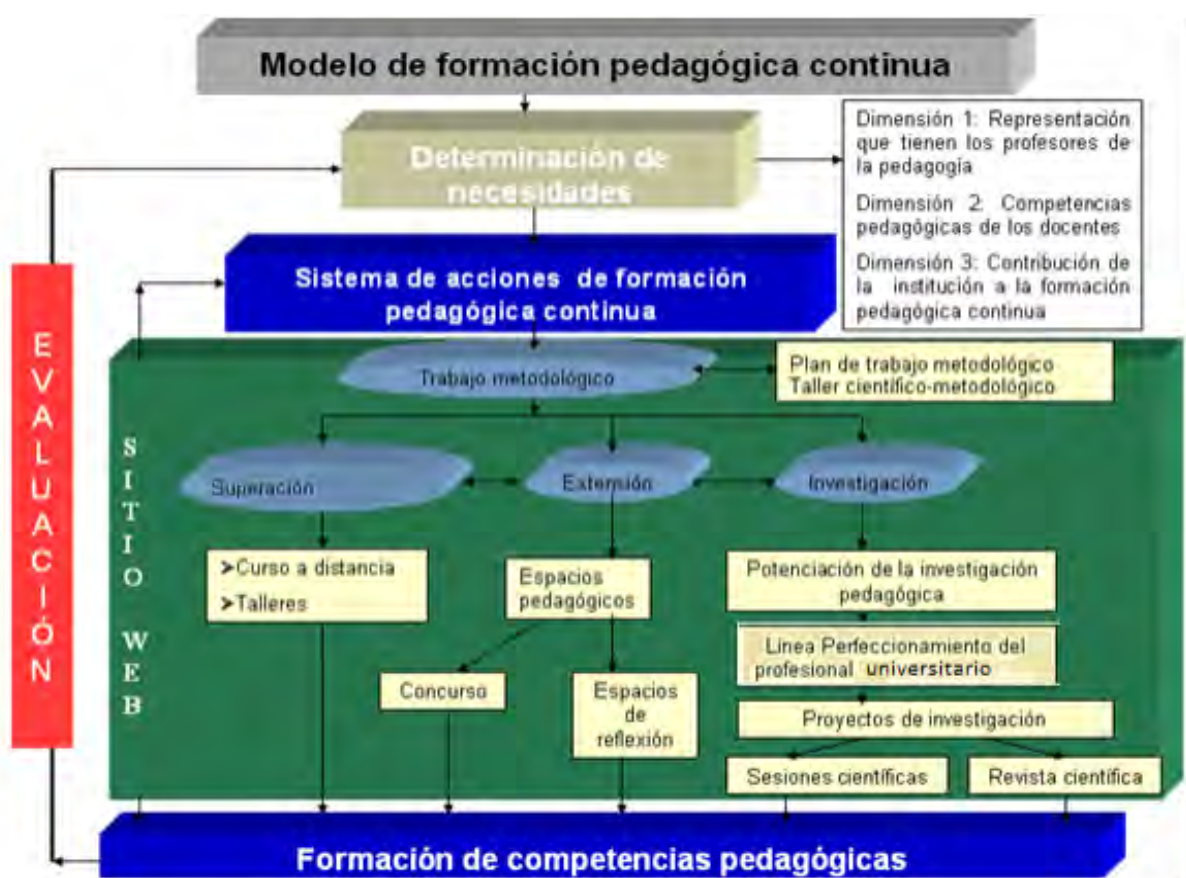 Modelo de formación pedagógica continua
Determinación de
necesidades
Dimensión 1: Representación
que tienen los profesores de
la pedagogía
Dimensión 2: Competencias
pedagógicas de los docentes
Dimensión 3: Contribución de
la institución a la formación
pedagógica continua
Sistema de acciones de formación
pedagógica continua
EVALUACIÓN
SITIO WEB
Trabajo metodológico
Plan de trabajo metodológico
Taller científico-metodológico
Superación
Extensión
Investigación
➢Curso a distancia
➢Talleres
Espacios
pedagógicos
Potenciación de la investigación
pedagógica
Línea Perfeccionamiento del
profesional universitario
Concurso
Espacios
de
reflexión
Proyectos de investigación
Sesiones científicas
Revista científica
Formación de competencias pedagógicas